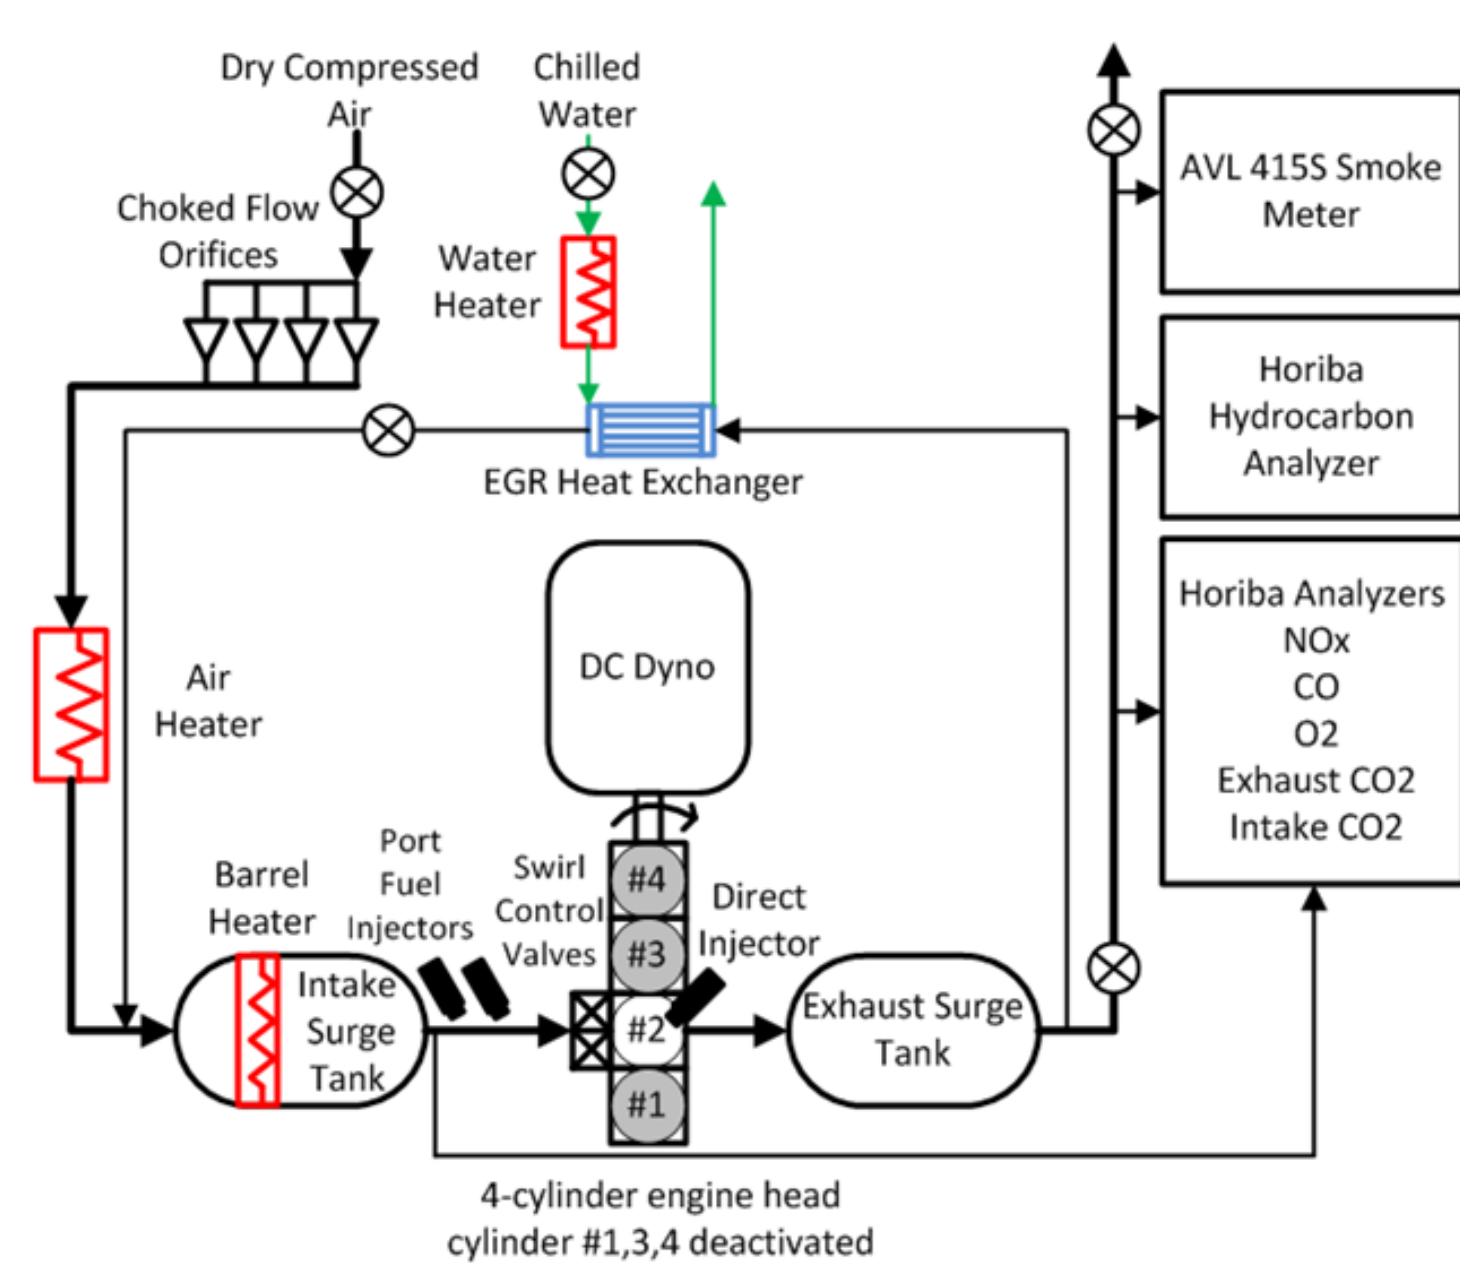 Dry Compressed
Air
Chilled
Water
Choked Flow
Orifices
Water
Heater
EGR Heat Exchanger
AVL 415S Smoke
Meter
Horiba
Hydrocarbon
Analyzer
Horiba Analyzers
NOx
CO
O2
Exhaust CO2
Intake CO2
DC Dyno
Air
Heater
Barrel
Heater
Port
Fuel
Injectors
Swirl
Control
Valves
Direct
Injector
#4
#3
#2
#1
Intake
Surge
Tank
Exhaust Surge
Tank
4-cylinder engine head
cylinder #1,3,4 deactivated